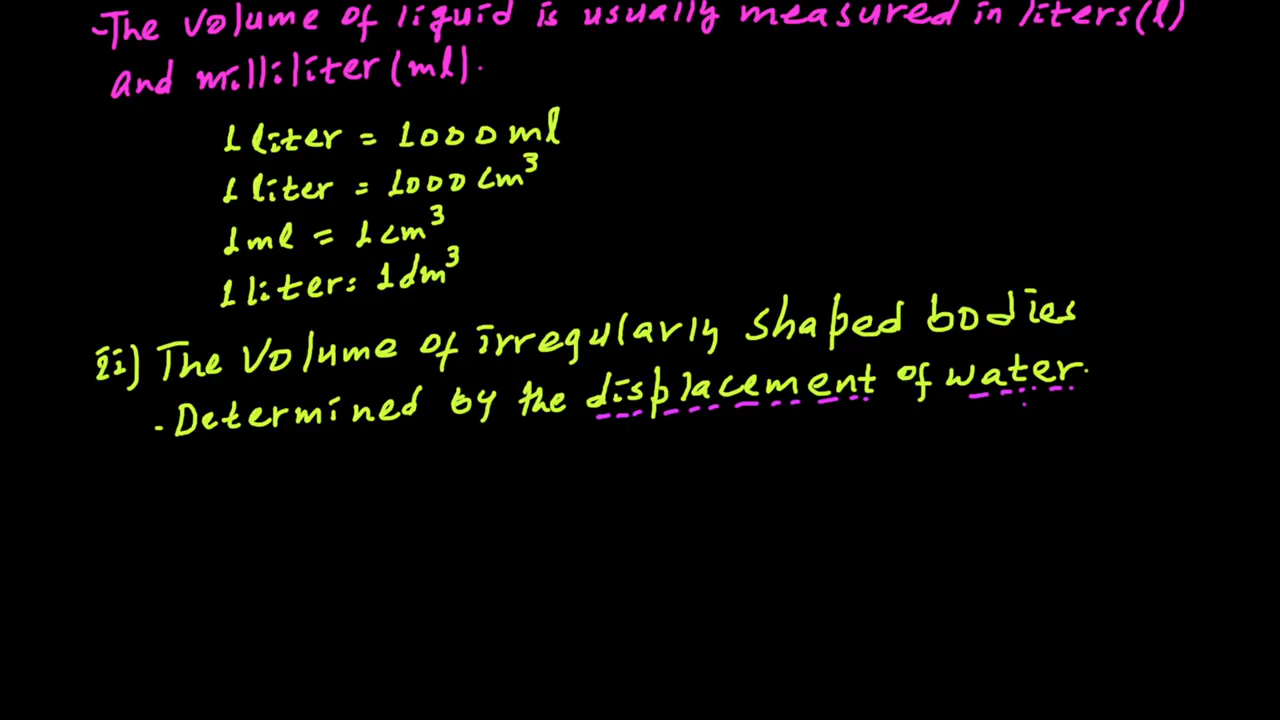 -The volume of liquid is usually measured in liters(l)
and milliliter (ml).
1 liter = 1000 ml
1 liter = 1000 cm³
1ml = 1cm³
1 liter = 1dm³
ii) The volume of irregularly shaped bodies
. Determined by the displacement of water.